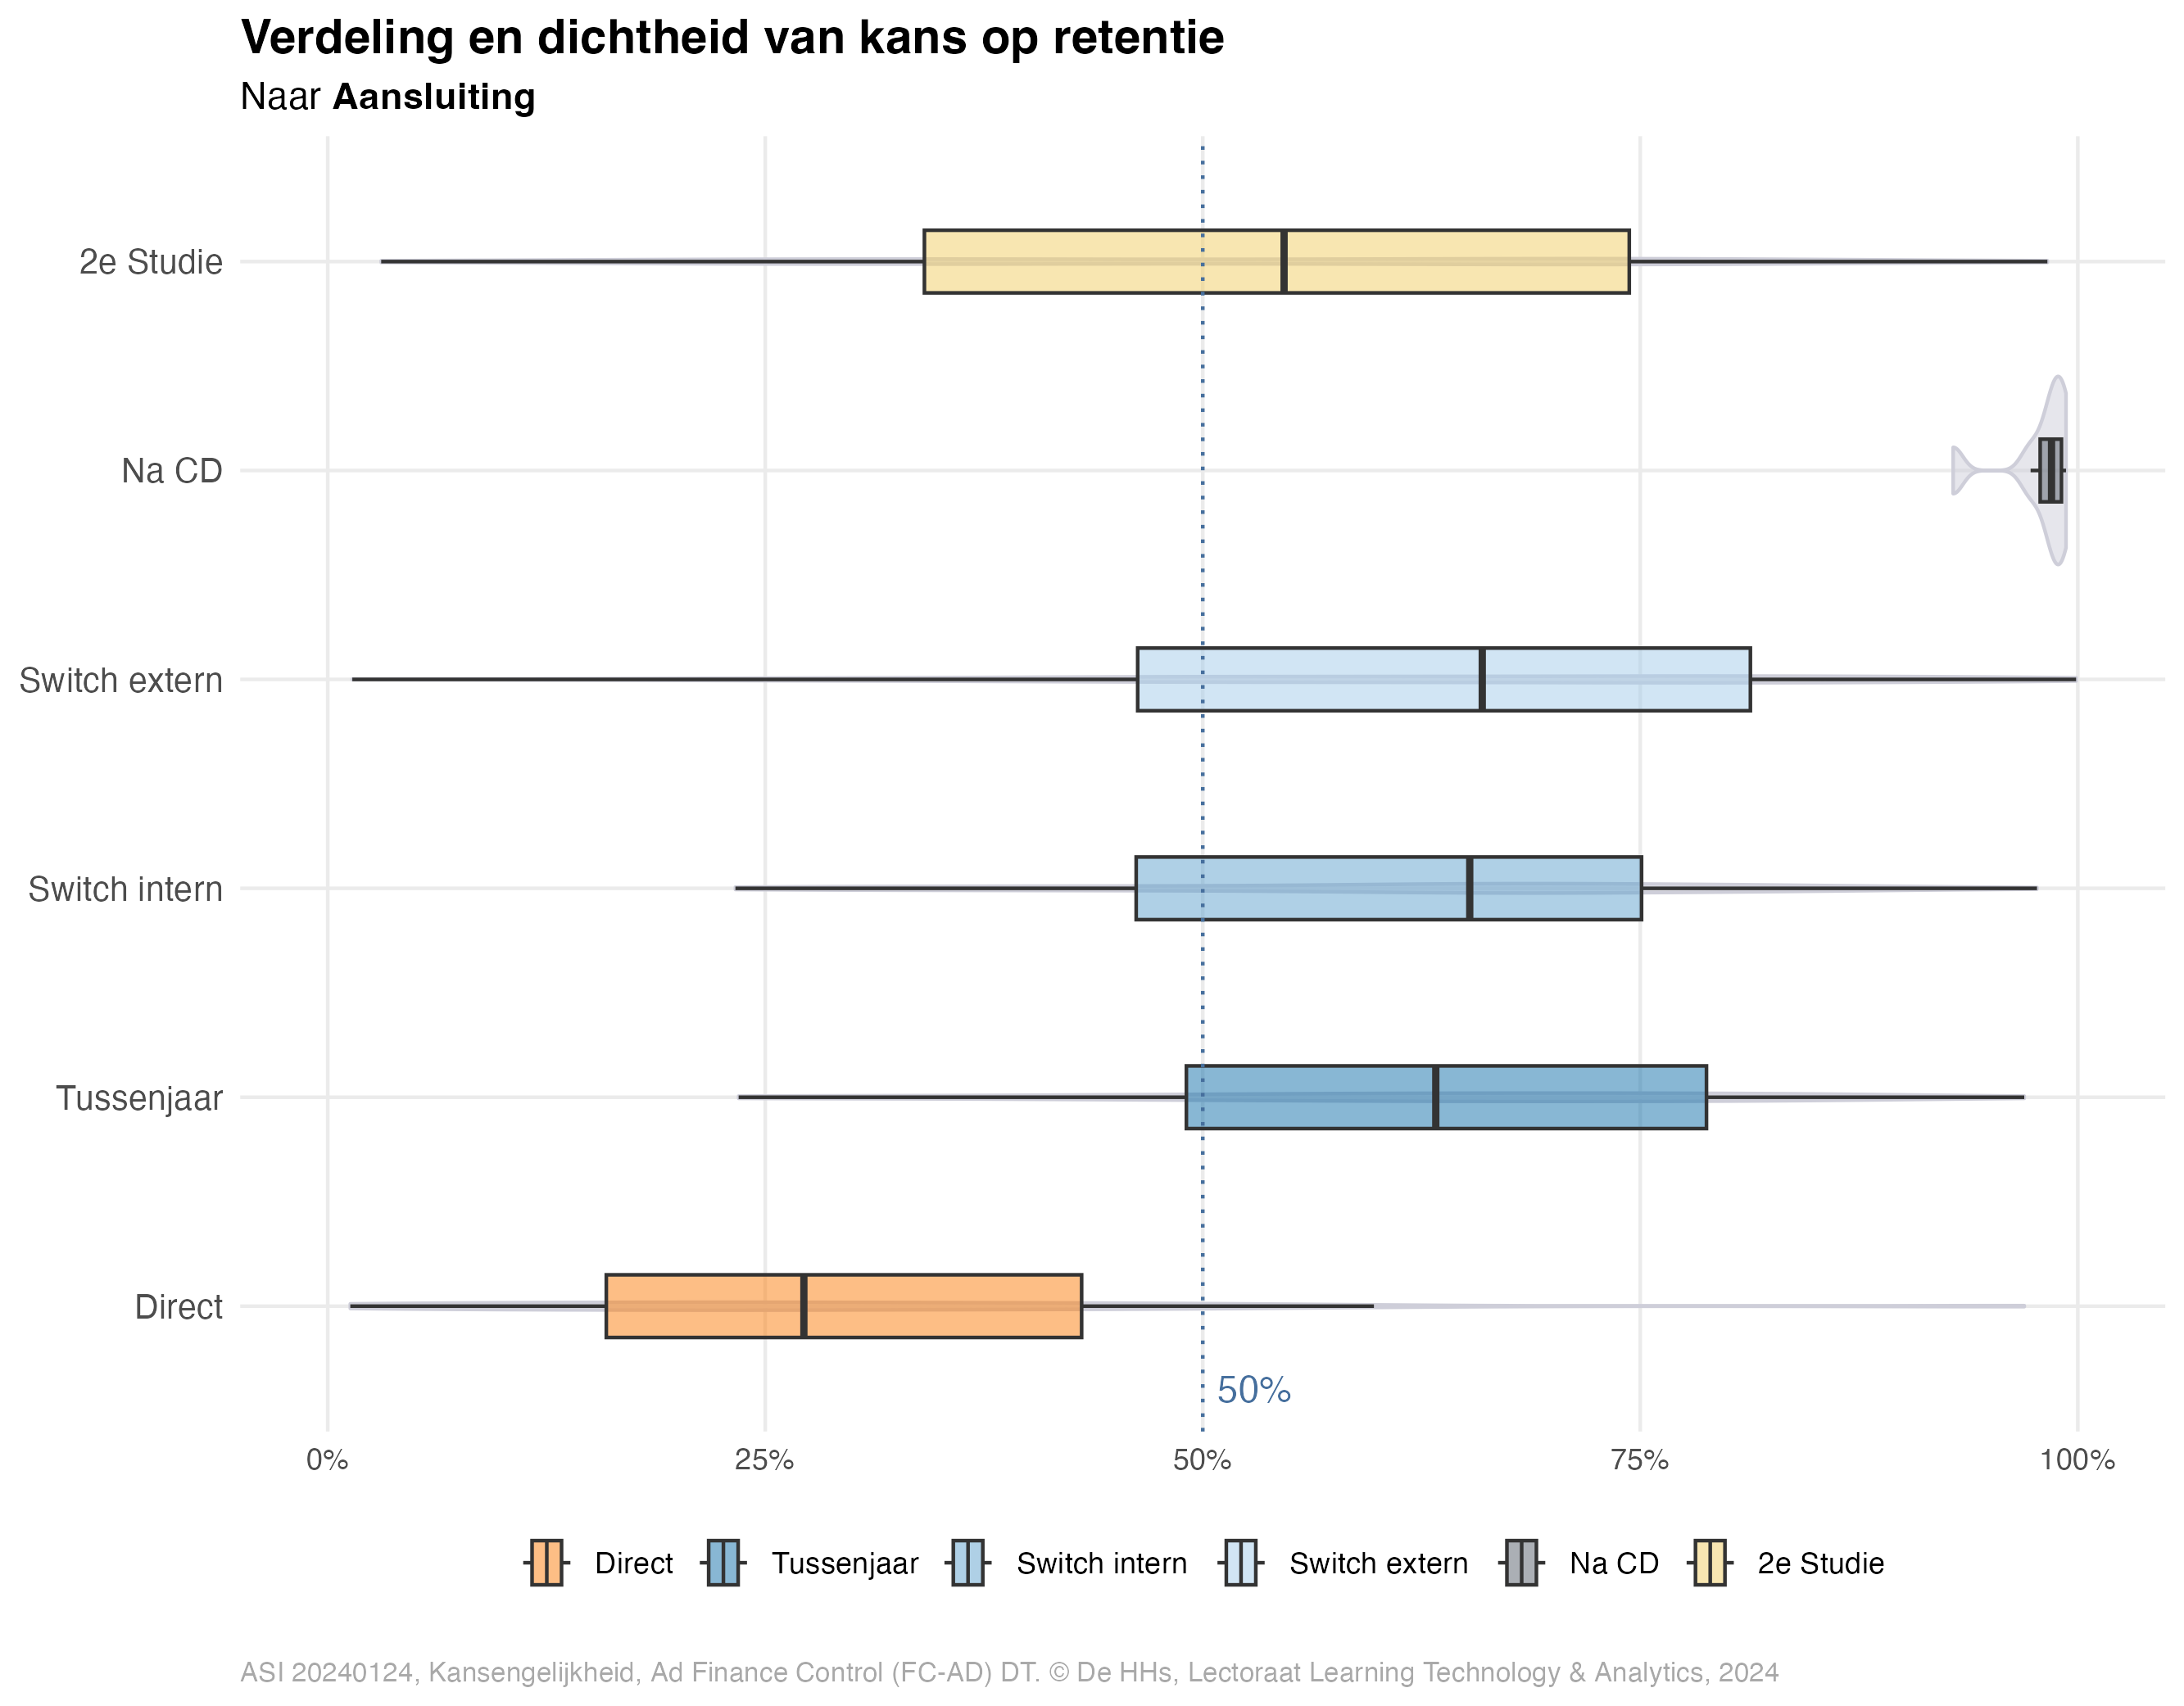 Verdeling en dichtheid van kans op retentie
Naar Aansluiting
2e Studie
Na CD
Switch extern
Switch intern
Tussenjaar
Direct
50%
0% 25% 50% 75% 100%
Direct Tussenjaar Switch intern Switch extern Na CD 2e Studie
ASI 20240124, Kansengelijkheid, Ad Finance Control (FC-AD) DT. © De HHs, Lectoraat Learning Technology & Analytics, 2024